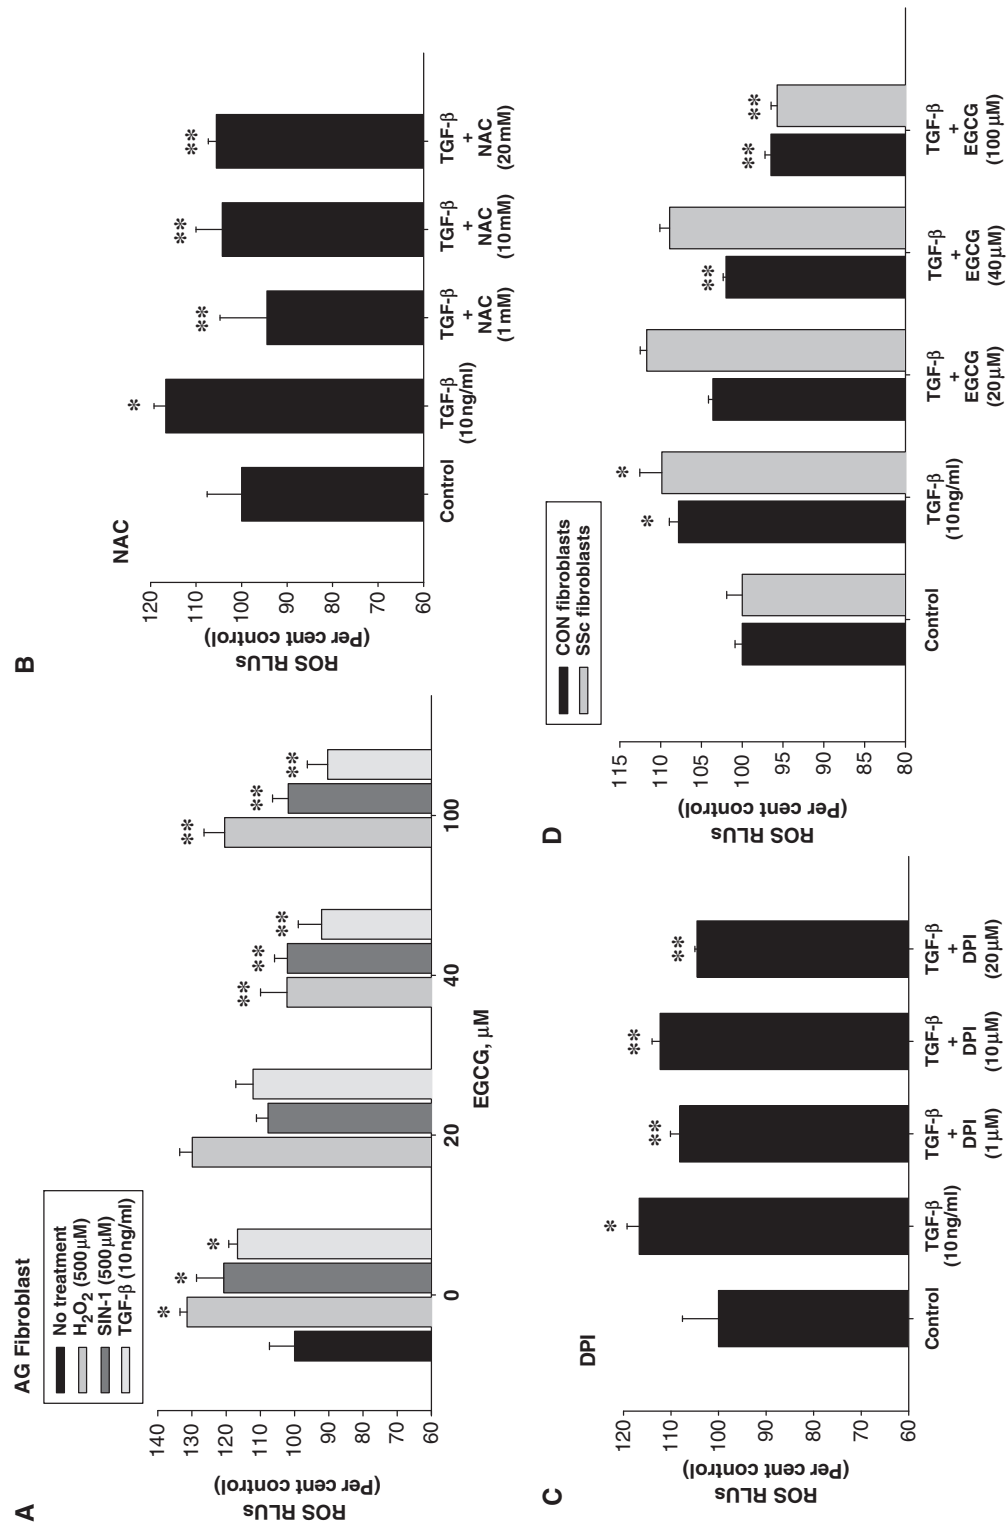 A
AG Fibroblast
No treatment
H₂O₂ (500 μM)
SIN-1 (500 μM)
TGF-β (10 ng/ml)
ROS RLUs
(Per cent control)
140
130
120
110
100
90
80
70
60
*
*
*
**
**
**
**
**
**
0
20
40
100
EGCG, μM
B
NAC
ROS RLUs
(Per cent control)
120
110
100
90
80
70
60
*
**
**
**
Control
TGF-β
(10 ng/ml)
TGF-β
+
NAC
(1 mM)
TGF-β
+
NAC
(10 mM)
TGF-β
+
NAC
(20 mM)
C
DPI
ROS RLUs
(Per cent control)
120
110
100
90
80
70
60
*
**
**
**
Control
TGF-β
(10 ng/ml)
TGF-β
+
DPI
(1 μM)
TGF-β
+
DPI
(10 μM)
TGF-β
+
DPI
(20 μM)
D
CON fibroblasts
SSc fibroblasts
ROS RLUs
(Per cent control)
115
110
105
100
95
90
85
80
*
*
**
**
**
Control
TGF-β
(10 ng/ml)
TGF-β
+
EGCG
(20 μM)
TGF-β
+
EGCG
(40 μM)
TGF-β
+
EGCG
(100 μM)